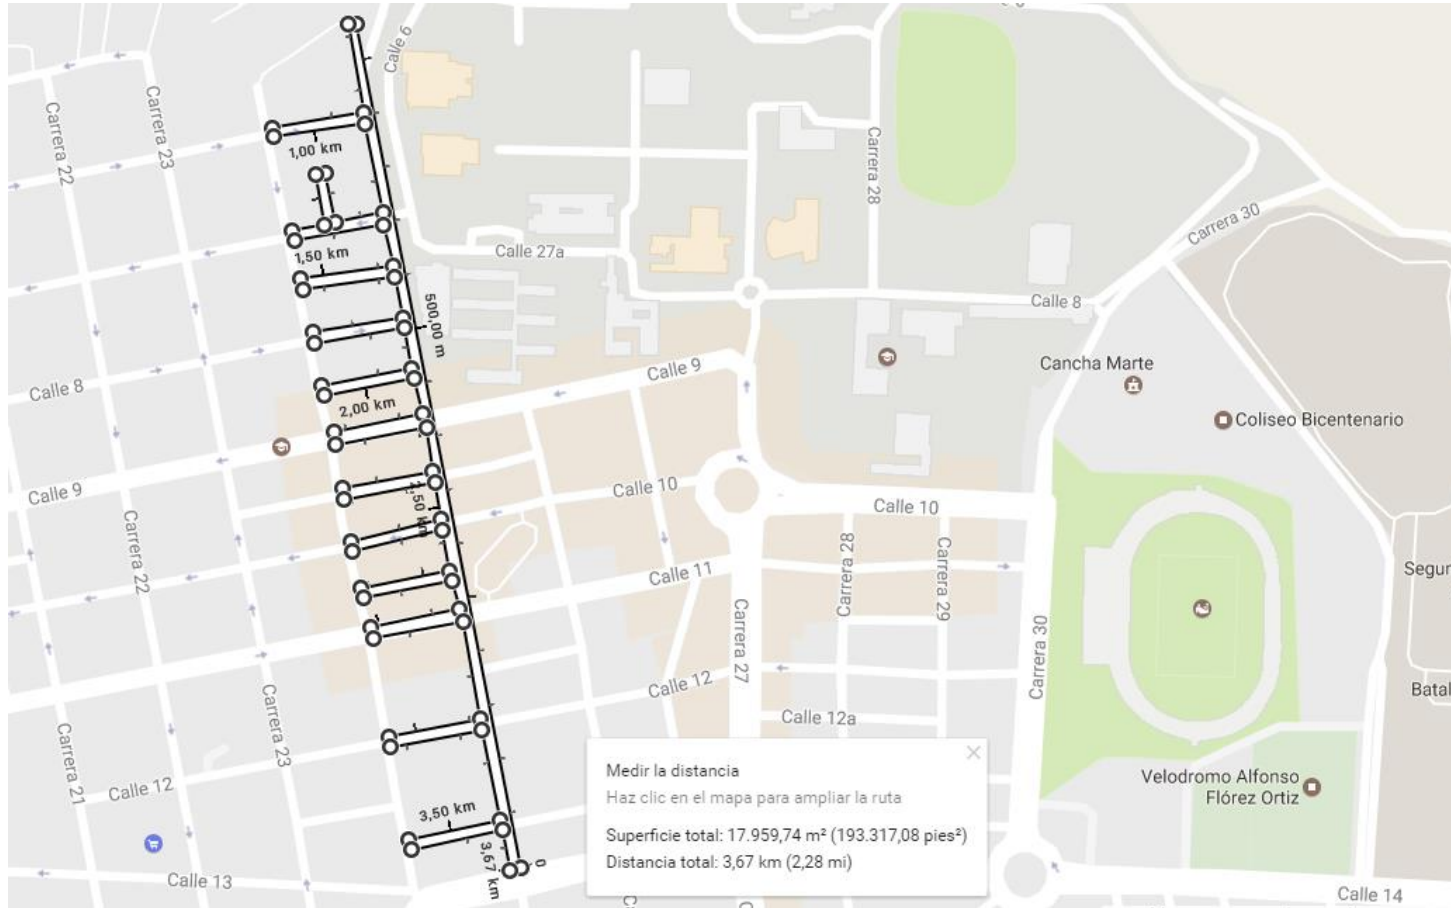 Calle 6
Carrera 22
Carrera 23
1,00 km
Carrera 28
Carrera 30
Calle 27a
1,50 km
Calle 8
500,00 m
Calle 9
Cancha Marte
Calle 8
2,00 km
Coliseo Bicentenario
Calle 9
Calle 10
2,50 km
Calle 10
Carrera 22
Calle 11
Carrera 28
Carrera 29
Segur
Carrera 27
Carrera 30
Calle 12
Batal
Carrera 23
Calle 12a
Carrera 21
Calle 12
Medir la distancia
Haz clic en el mapa para ampliar la ruta
Superficie total: 17.959,74 m² (193.317,08 pies²)
Distancia total: 3,67 km (2,28 mi)
Velodromo Alfonso
Flórez Ortiz
3,50 km
3,67 km
0
Calle 13
Calle 14